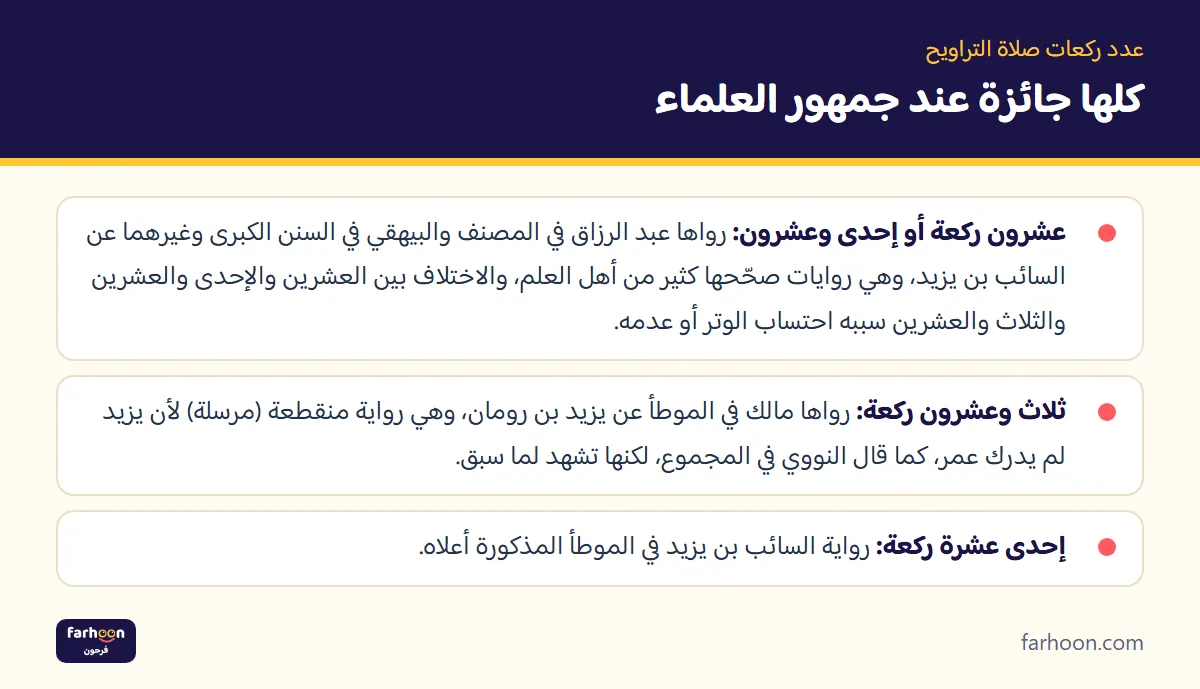 عدد ركعات صلاة التراويح
كلها جائزة عند جمهور العلماء
عشرون ركعة أو إحدى وعشرون: رواها عبد الرزاق في المصنف والبيهقي في السنن الكبرى وغيرهما عن
السائب بن يزيد، وهي روايات صحّحها كثير من أهل العلم، والاختلاف بين العشرين والإحدى والعشرين
والثلاث والعشرين سببه احتساب الوتر أو عدمه.
ثلاث وعشرون ركعة: رواها مالك في الموطأ عن يزيد بن رومان، وهي رواية منقطعة (مرسلة) لأن يزيد
لم يدرك عمر، كما قال النووي في المجموع، لكنها تشهد لما سبق.
إحدى عشرة ركعة: رواية السائب بن يزيد في الموطأ المذكورة أعلاه.
farhoon.com
farhoon
فرحون